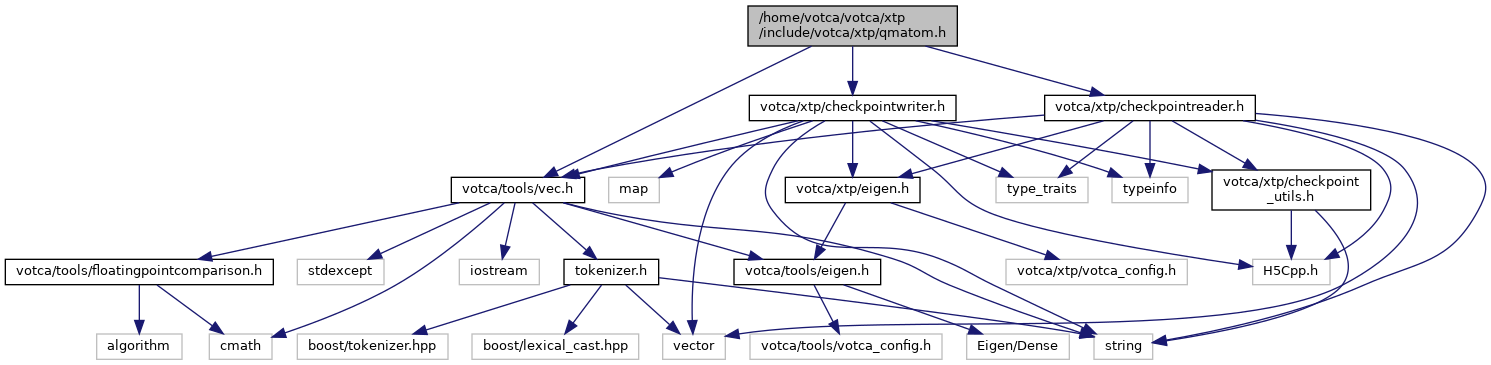 /home/votca/votca/xtp
/include/votca/xtp/qmatom.h
votca/xtp/checkpointwriter.h
votca/xtp/checkpointreader.h
votca/tools/vec.h
map
votca/xtp/eigen.h
type_traits
typeinfo
votca/xtp/checkpoint
_utils.h
votca/tools/floatingpointcomparison.h
stdexcept
iostream
tokenizer.h
votca/tools/eigen.h
votca/xtp/votca_config.h
H5Cpp.h
algorithm
cmath
boost/tokenizer.hpp
boost/lexical_cast.hpp
vector
votca/tools/votca_config.h
Eigen/Dense
string